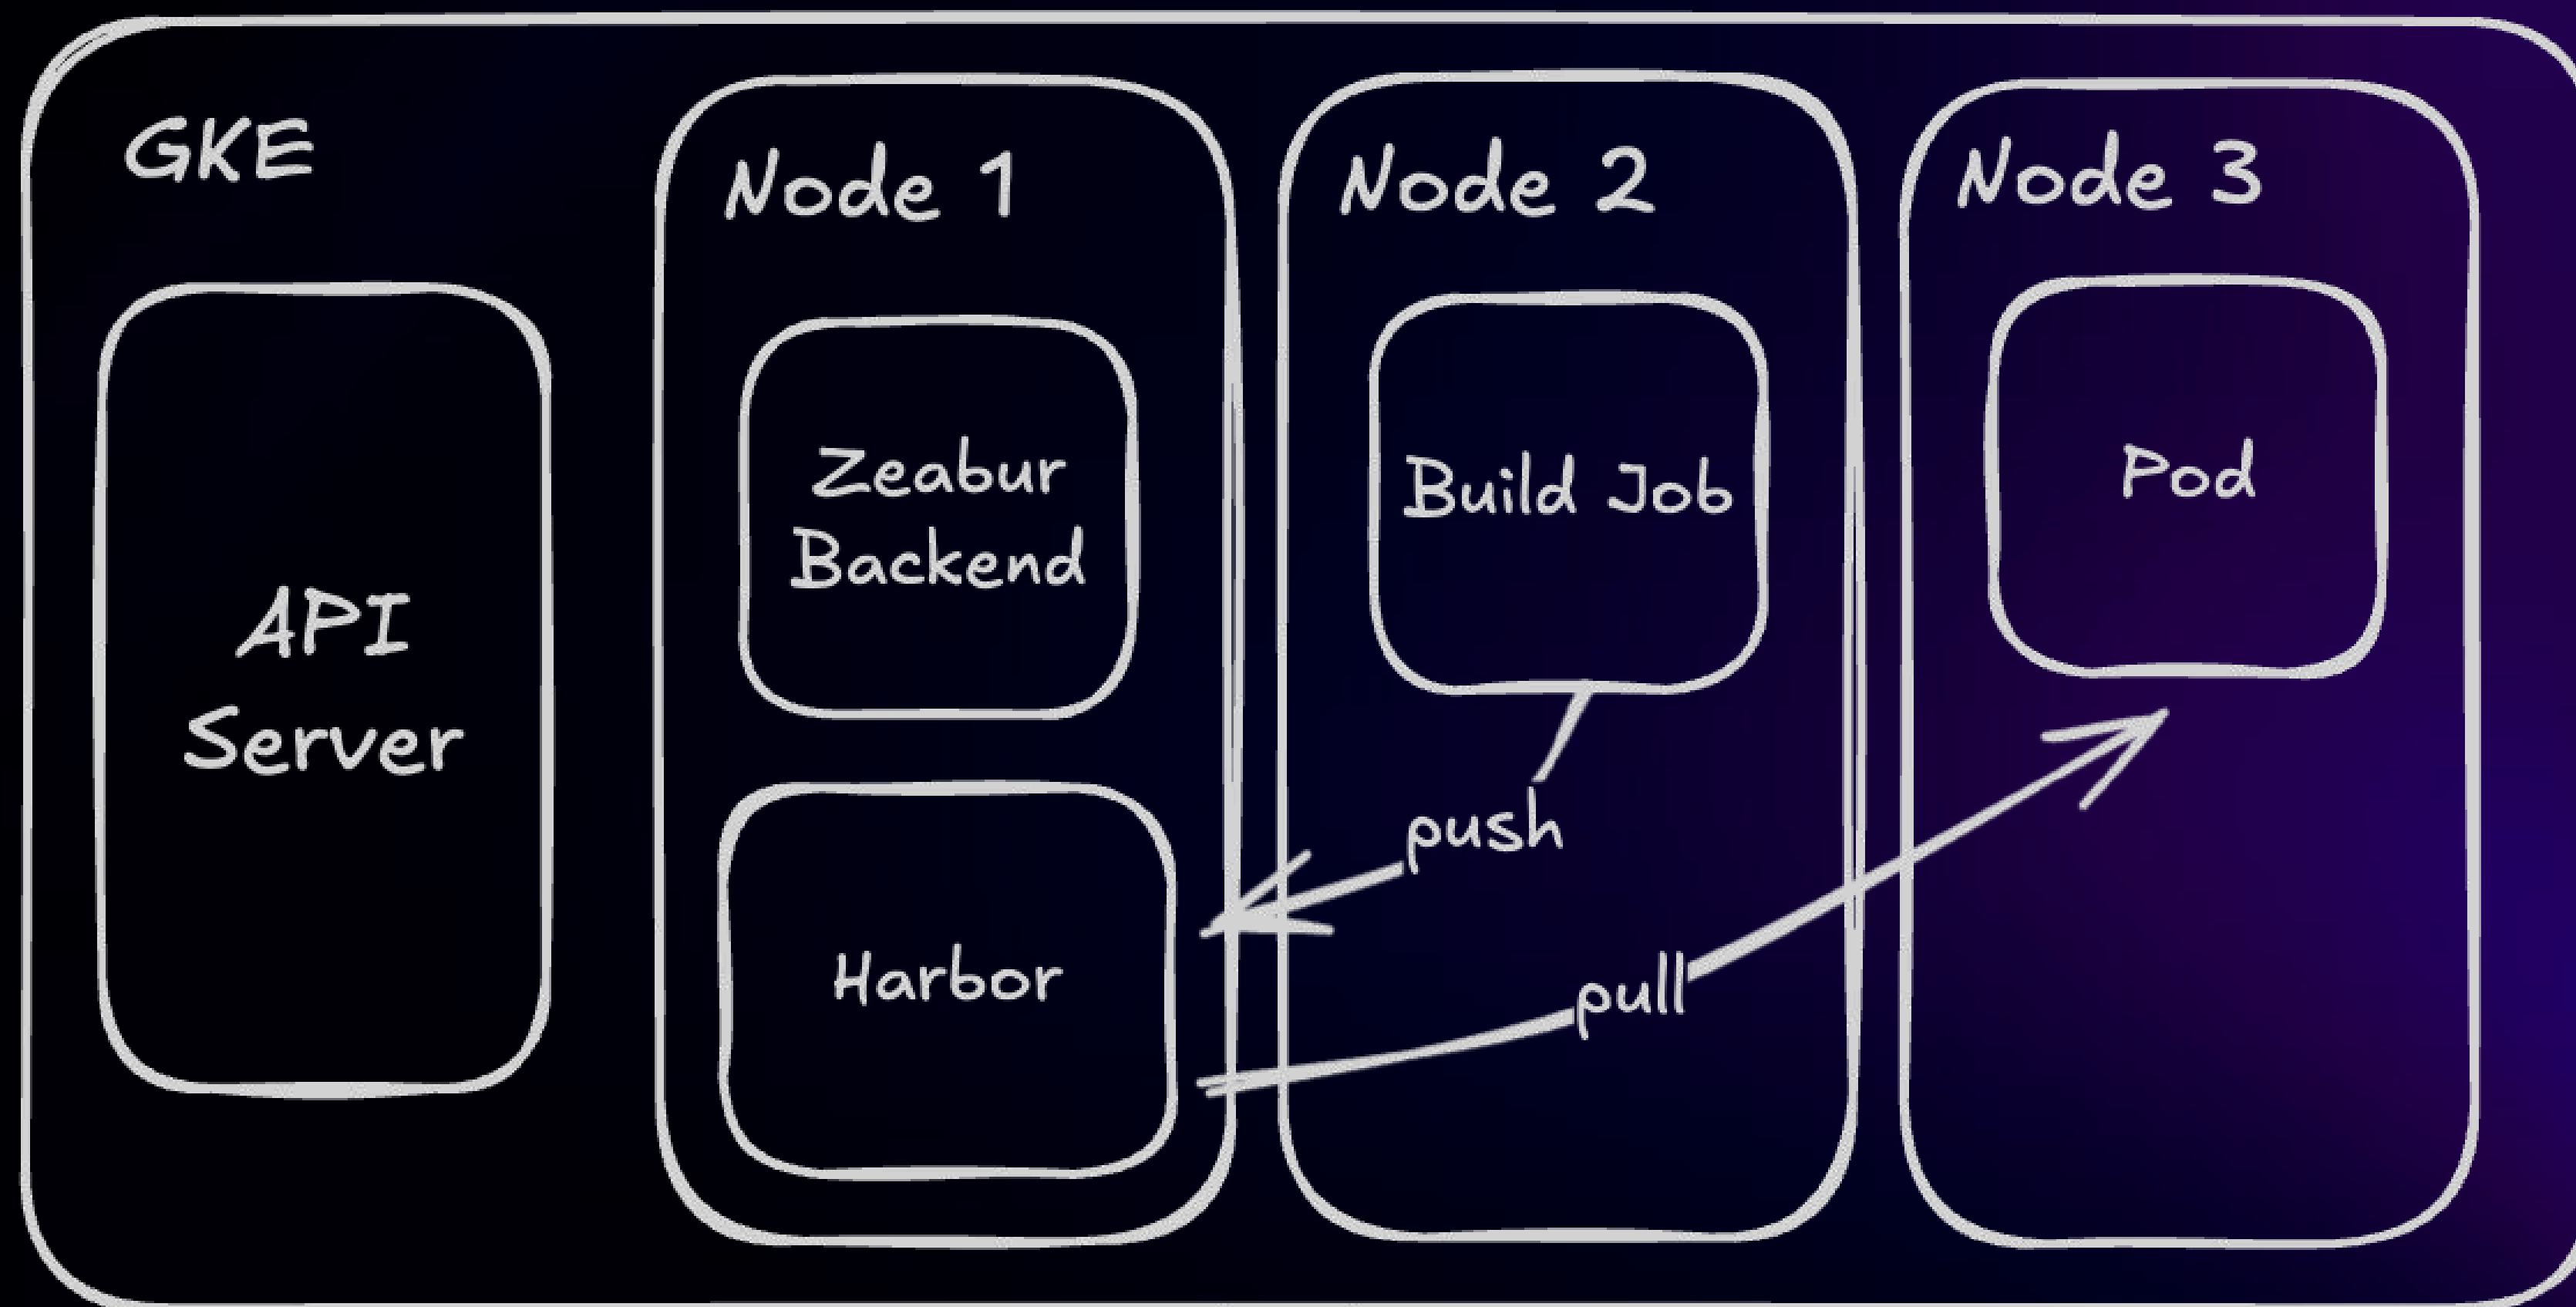 GKE
API
Server
Node 1
Zeabur
Backend
Harbor
Node 2
Build Job
push
pull
Node 3
Pod